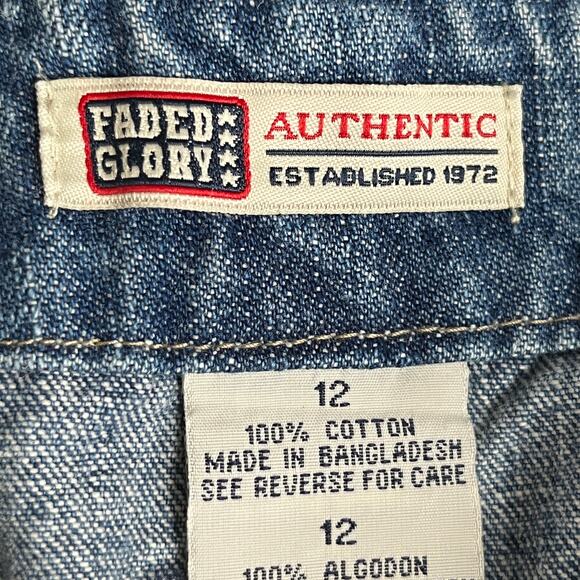 FADED
GLORY
AUTHENTIC
ESTABLISHED 1972
12
100% COTTON
MADE IN BANGLADESH
SEE REVERSE FOR CARE
12
100% ALGODON